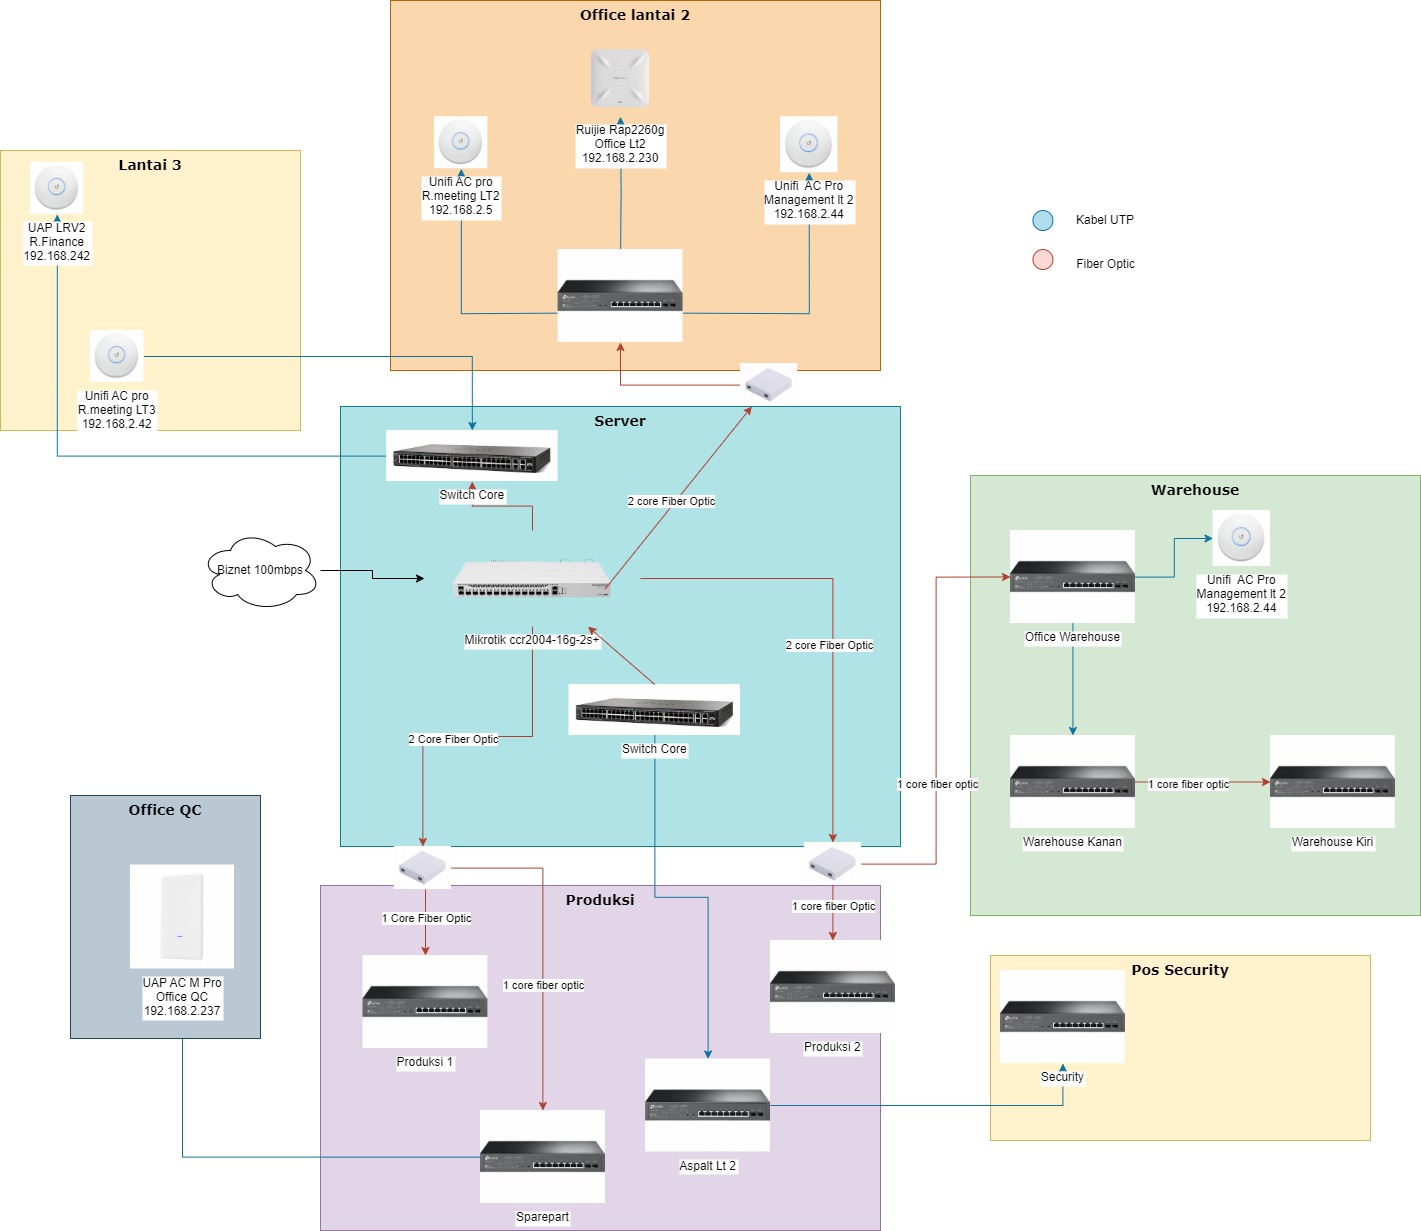 Office lantai 2
Ruijie Rap2260g
Office Lt2
192.168.2.230
Unifi AC pro
R.meeting LT2
192.168.2.5
Unifi  AC Pro
Management lt 2
192.168.2.44
Lantai 3
UAP LRV2
R.Finance
192.168.242
Unifi AC pro
R.meeting LT3
192.168.2.42
Kabel UTP
Fiber Optic
Server
Switch Core
2 core Fiber Optic
Biznet 100mbps
Mikrotik ccr2004-16g-2s+
2 core Fiber Optic
2 Core Fiber Optic
Switch Core
Warehouse
Unifi  AC Pro
Management lt 2
192.168.2.44
Office Warehouse
1 core fiber optic
1 core fiber optic
Warehouse Kanan
Warehouse Kiri
Office QC
UAP AC M Pro
Office QC
192.168.2.237
Produksi
1 Core Fiber Optic
1 core fiber Optic
1 core fiber optic
Produksi 1
Produksi 2
Aspalt Lt 2
Sparepart
Pos Security
Security